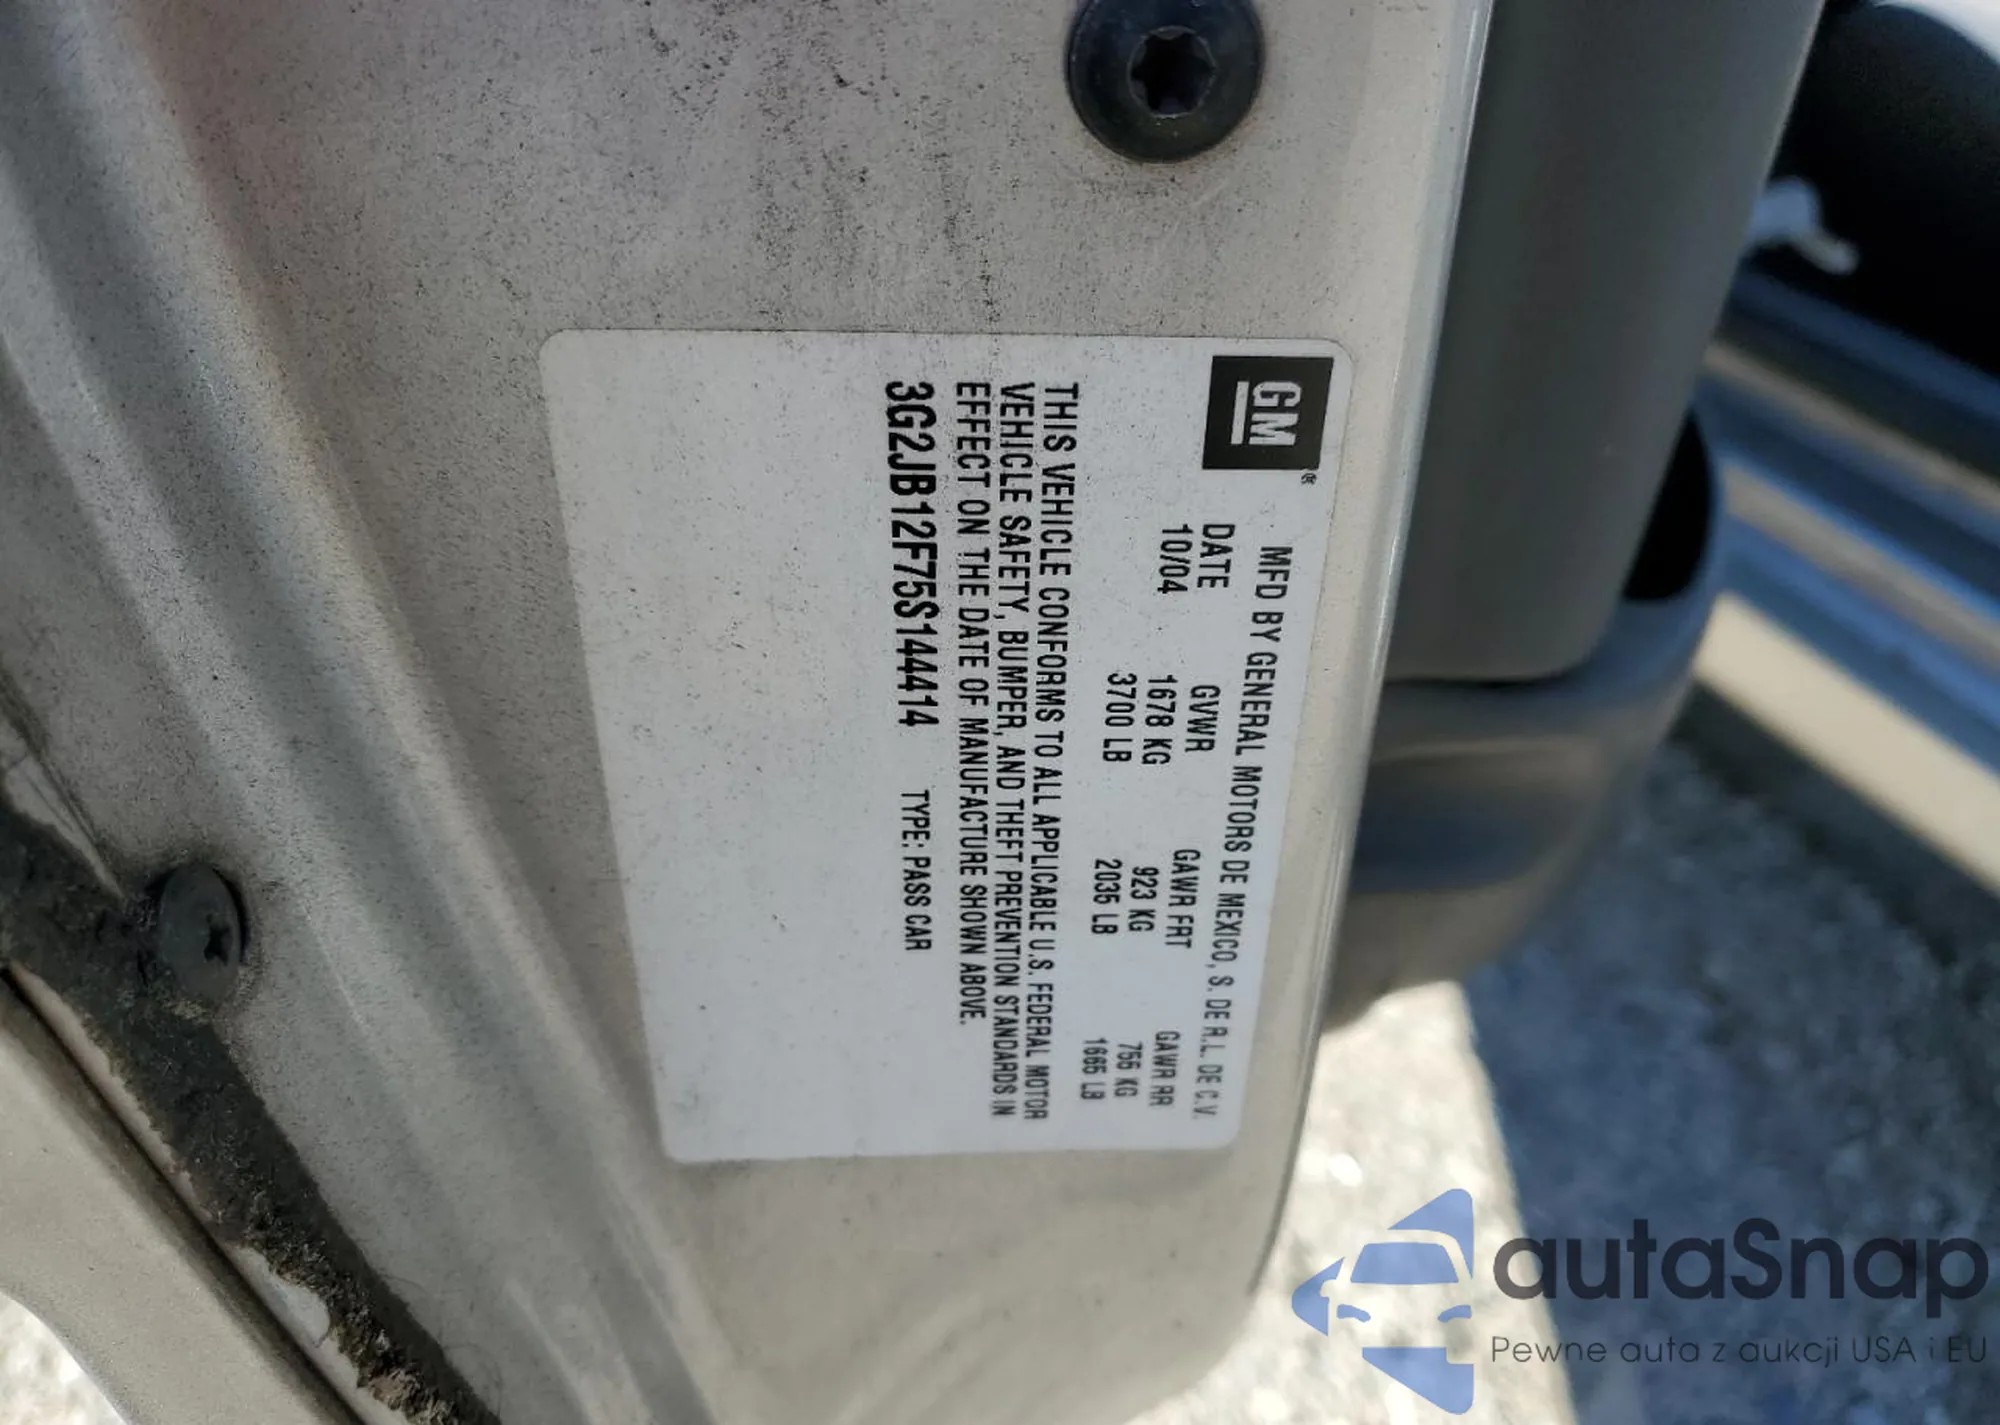 GM®
MFD BY GENERAL MOTORS DE MEXICO, S. DE R.L. DE C.V.
DATE GVWR GAWR FRT GAWR RR
10/04 1678 KG 923 KG 755 KG
3700 LB 2035 LB 1665 LB
THIS VEHICLE CONFORMS TO ALL APPLICABLE U.S. FEDERAL MOTOR
VEHICLE SAFETY, BUMPER, AND THEFT PREVENTION STANDARDS IN
EFFECT ON THE DATE OF MANUFACTURE SHOWN ABOVE.
3G2JB12F75S144414 TYPE: PASS CAR
autaSnap
Pewne auta z aukcji USA i EU